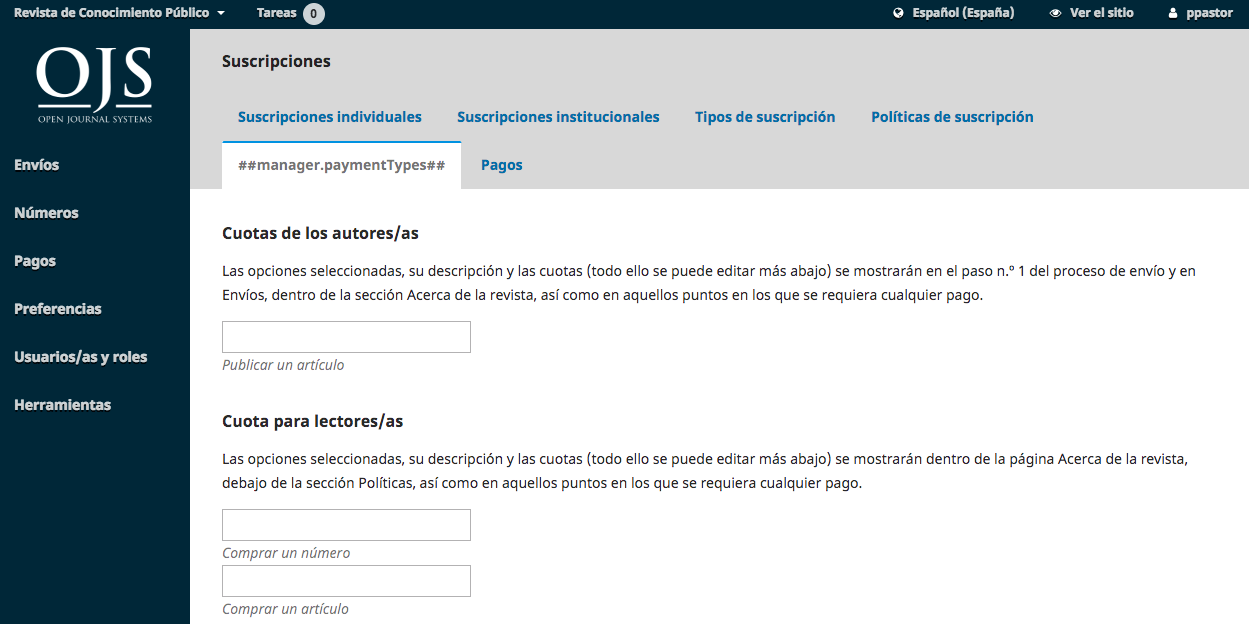 Revista de Conocimiento Público
Tareas 0
Español (España)
Ver el sitio
ppastor
OJS
OPEN JOURNAL SYSTEMS
Envíos
Números
Pagos
Preferencias
Usuarios/as y roles
Herramientas
Suscripciones
Suscripciones individuales
Suscripciones institucionales
Tipos de suscripción
Políticas de suscripción
##manager.paymentTypes##
Pagos
Cuotas de los autores/as
Las opciones seleccionadas, su descripción y las cuotas (todo ello se puede editar más abajo) se mostrarán en el paso n.º 1 del proceso de envío y en
Envíos, dentro de la sección Acerca de la revista, así como en aquellos puntos en los que se requiera cualquier pago.
Publicar un artículo
Cuota para lectores/as
Las opciones seleccionadas, su descripción y las cuotas (todo ello se puede editar más abajo) se mostrarán dentro de la página Acerca de la revista,
debajo de la sección Políticas, así como en aquellos puntos en los que se requiera cualquier pago.
Comprar un número
Comprar un artículo